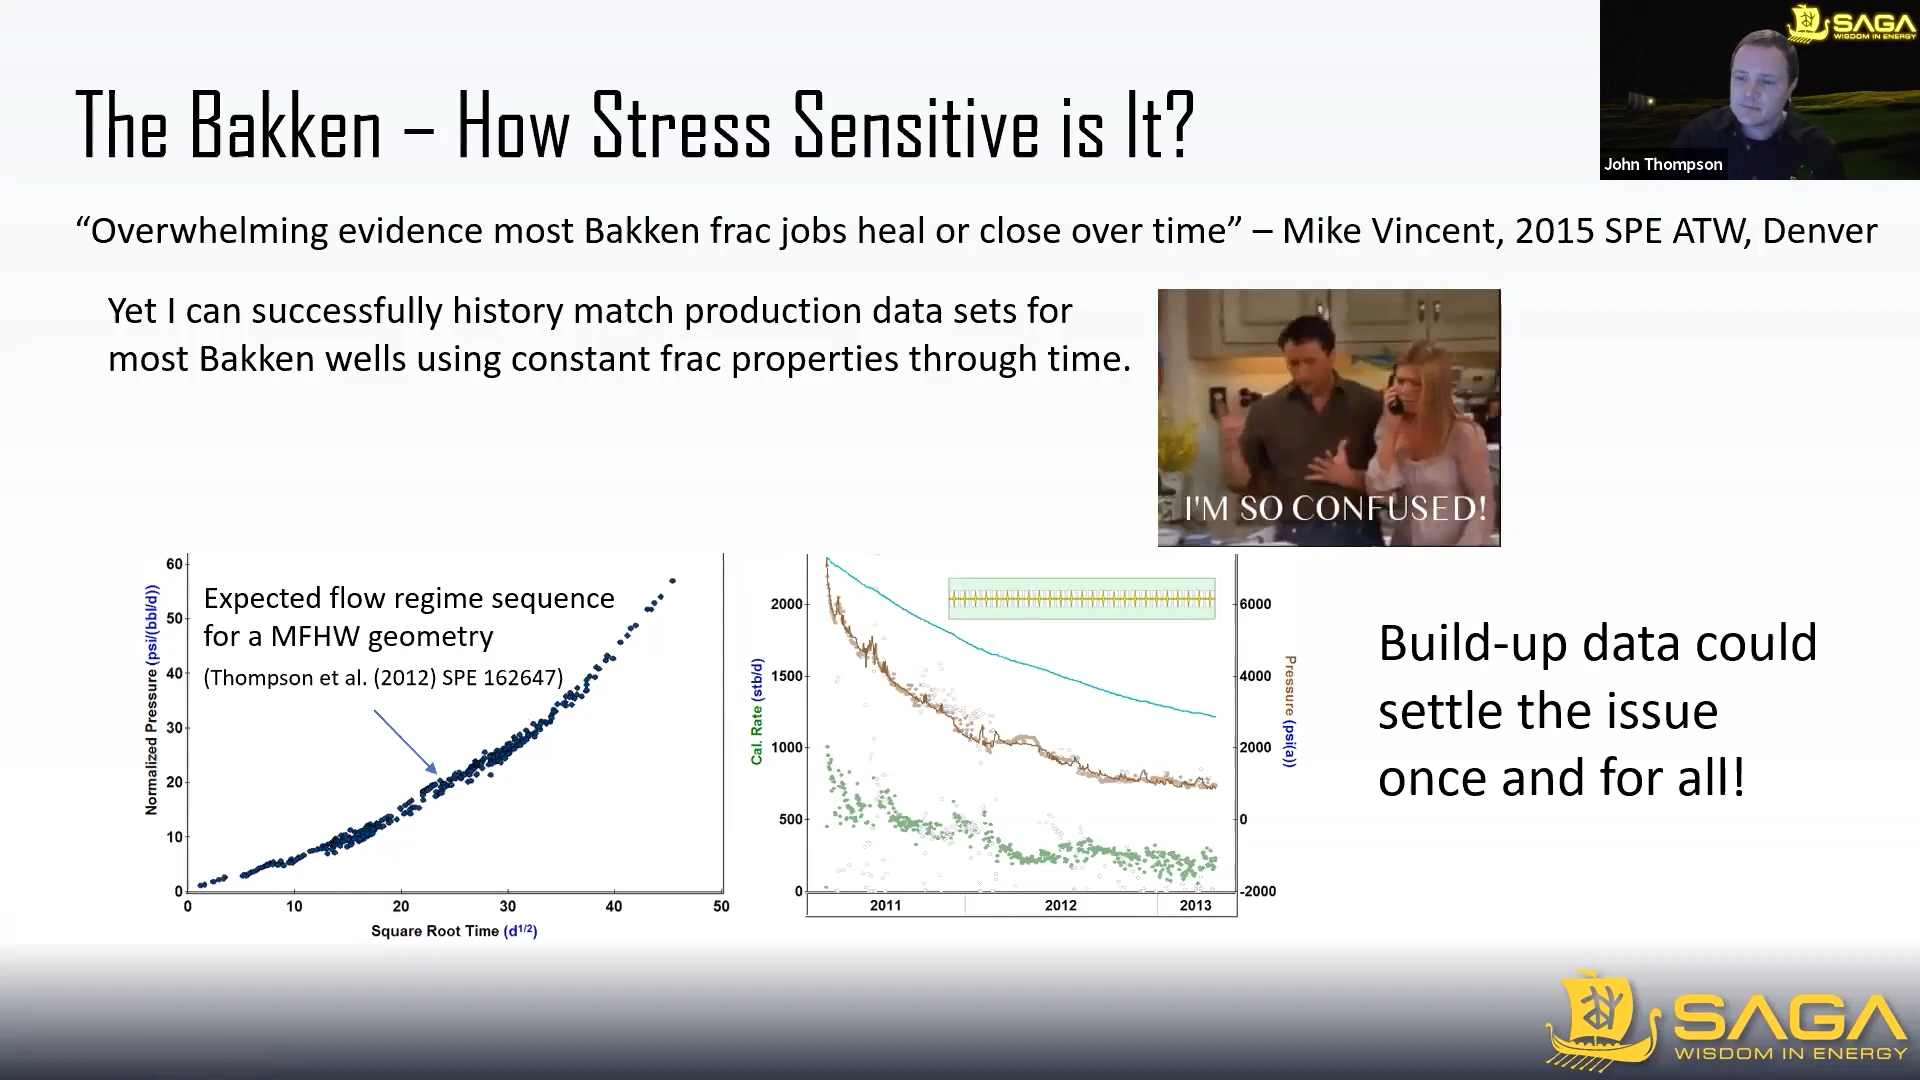 SAGA
WISDOM IN ENERGY
John Thompson
The Bakken – How Stress Sensitive is It?
“Overwhelming evidence most Bakken frac jobs heal or close over time” – Mike Vincent, 2015 SPE ATW, Denver
Yet I can successfully history match production data sets for
most Bakken wells using constant frac properties through time.
I'M SO CONFUSED!
Expected flow regime sequence
for a MFHW geometry
(Thompson et al. (2012) SPE 162647)
Normalized Pressure (psi/(bbl/d))
60
50
40
30
20
10
0
0 10 20 30 40 50
Square Root Time (d1/2)
Cal. Rate (stb/d)
2000
1500
1000
500
0
6000
4000
2000
0
-2000
Pressure (psi(a))
2011 2012 2013
Build-up data could
settle the issue
once and for all!
SAGA
WISDOM IN ENERGY